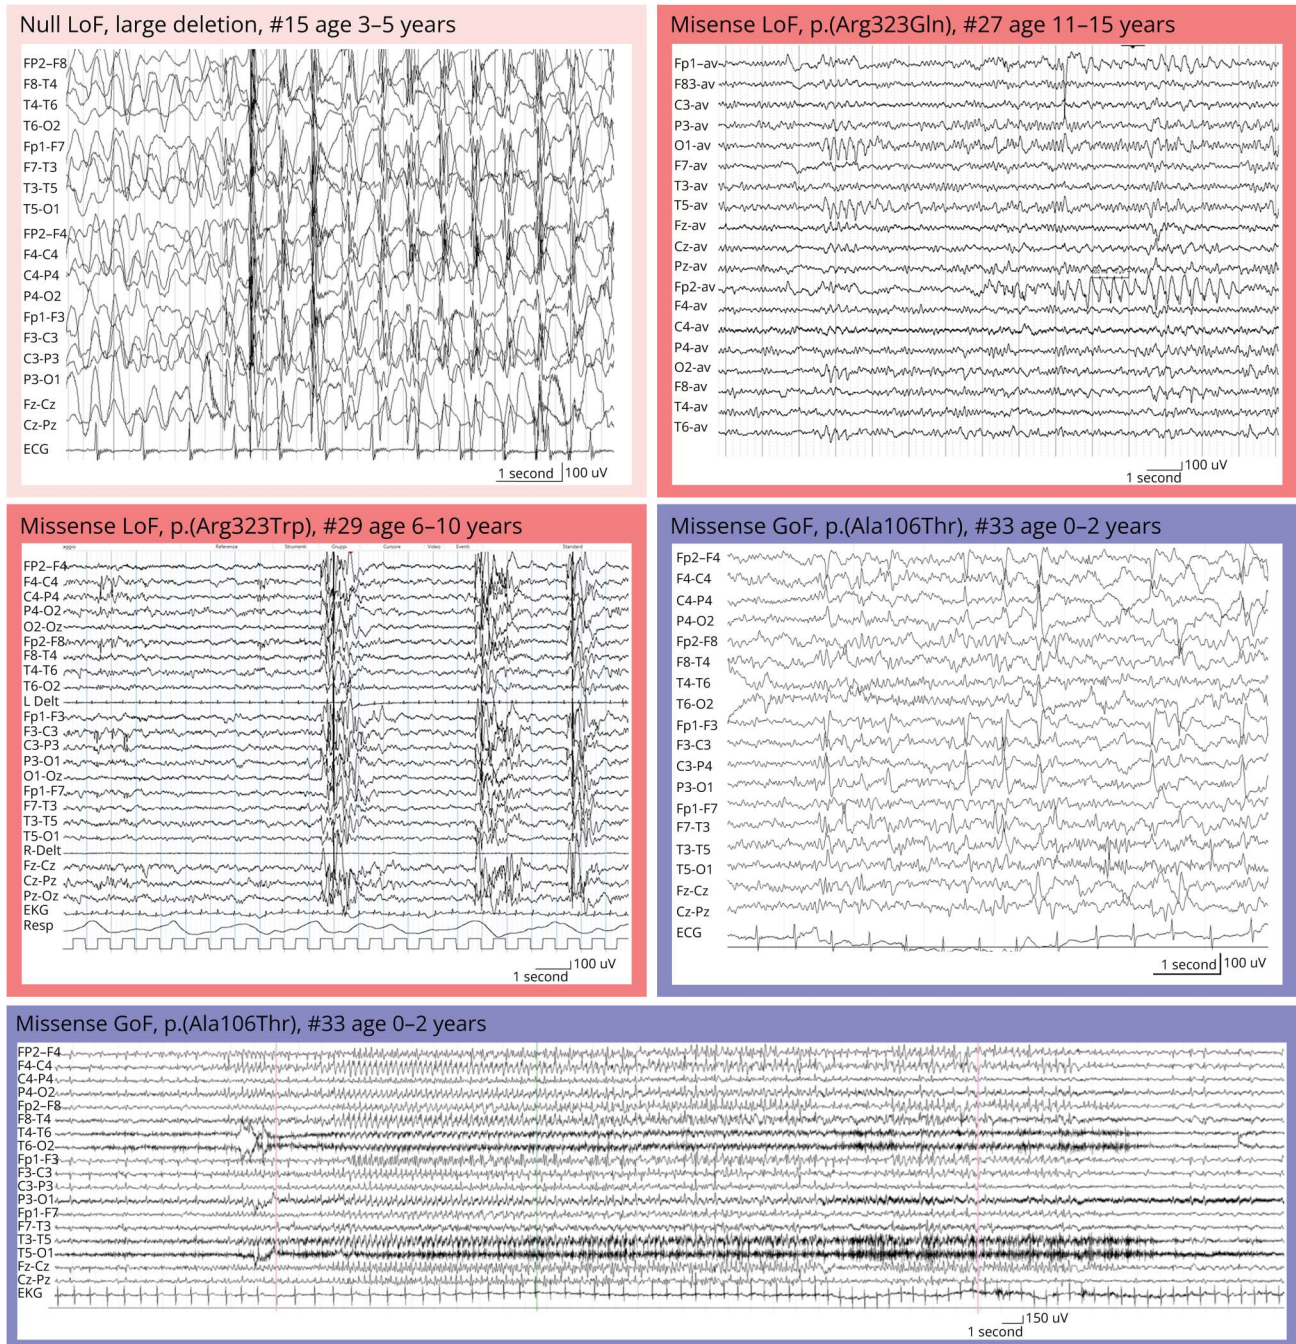 Null LoF, large deletion, #15 age 3–5 years
FP2–F8
F8-T4
T4-T6
T6-O2
Fp1-F7
F7-T3
T3-T5
T5-O1
FP2–F4
F4-C4
C4-P4
P4-O2
Fp1-F3
F3-C3
C3-P3
P3-O1
Fz-Cz
Cz-Pz
ECG
1 second
100 uV
Misense LoF, p.(Arg323Gln), #27 age 11–15 years
Fp1–av
F83-av
C3-av
P3-av
O1-av
F7-av
T3-av
T5-av
Fz-av
Cz-av
Pz-av
Fp2-av
F4-av
C4-av
P4-av
O2-av
F8-av
T4-av
T6-av
100 uV
1 second
Missense LoF, p.(Arg323Trp), #29 age 6–10 years
aggio Referenza Strumenti Gruppi Cursore Video Eventi Standard
FP2–F4
F4-C4
C4-P4
P4-O2
O2-Oz
Fp2-F8
F8-T4
T4-T6
T6-O2
L Delt
Fp1-F3
F3-C3
C3-P3
P3-O1
O1-Oz
Fp1-F7
F7-T3
T3-T5
T5-O1
R-Delt
Fz-Cz
Cz-Pz
Pz-Oz
EKG
Resp
100 uV
1 second
Missense GoF, p.(Ala106Thr), #33 age 0–2 years
Fp2–F4
F4-C4
C4-P4
P4-O2
Fp2-F8
F8-T4
T4-T6
T6-O2
Fp1-F3
F3-C3
C3-P4
P3-O1
Fp1-F7
F7-T3
T3-T5
T5-O1
Fz-Cz
Cz-Pz
ECG
1 second
100 uV
Missense GoF, p.(Ala106Thr), #33 age 0–2 years
FP2–F4
F4-C4
C4-P4
P4-O2
Fp2–F8
F8-T4
T4-T6
T6-O2
Fp1-F3
C3-P3
P3-O1
Fp1-F7
F7-T3
T3-T5
T5-O1
Fz-Cz
Cz-Pz
EKG
150 uV
1 second